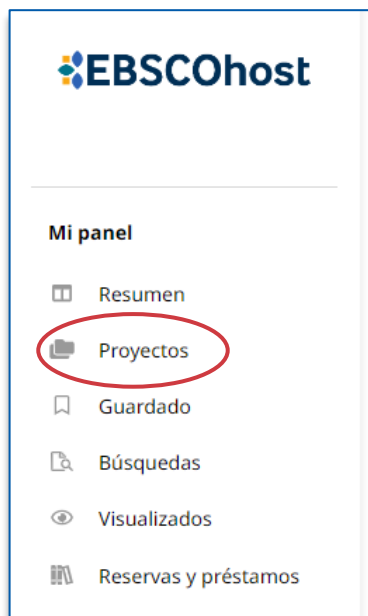 EBSCOhost
Mi panel
Resumen
Proyectos
Guardado
Búsquedas
Visualizados
Reservas y préstamos